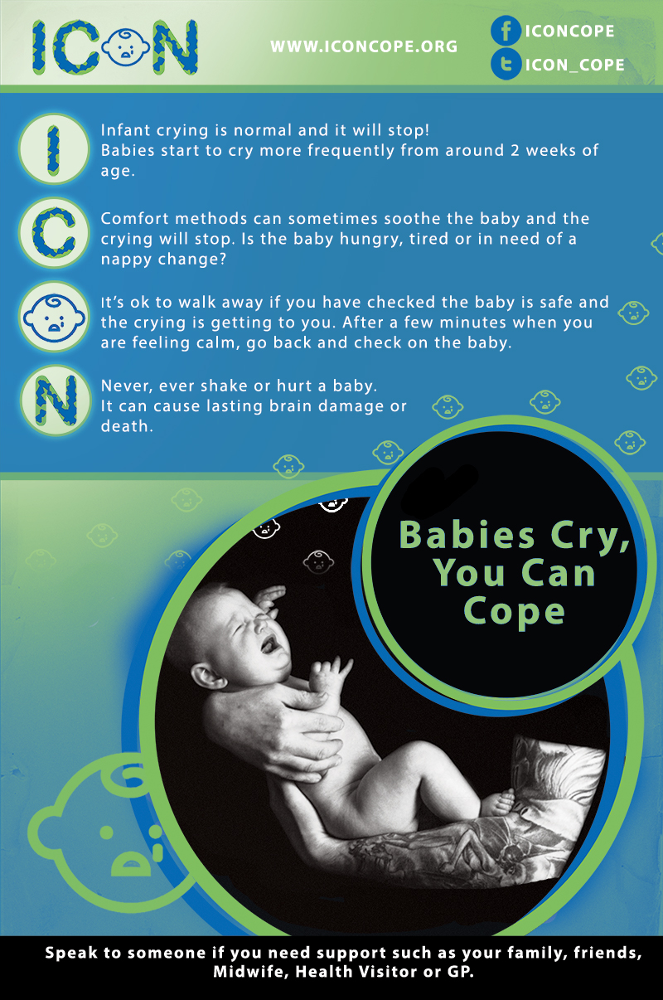 ICON
WWW.ICONCOPE.ORG
f ICONCOPE
t ICON_COPE
I
Infant crying is normal and it will stop!
Babies start to cry more frequently from around 2 weeks of
age.
C
Comfort methods can sometimes soothe the baby and the
crying will stop. Is the baby hungry, tired or in need of a
nappy change?
It’s ok to walk away if you have checked the baby is safe and
the crying is getting to you. After a few minutes when you
are feeling calm, go back and check on the baby.
N
Never, ever shake or hurt a baby.
It can cause lasting brain damage or
death.
Babies Cry,
You Can
Cope
Speak to someone if you need support such as your family, friends,
Midwife, Health Visitor or GP.